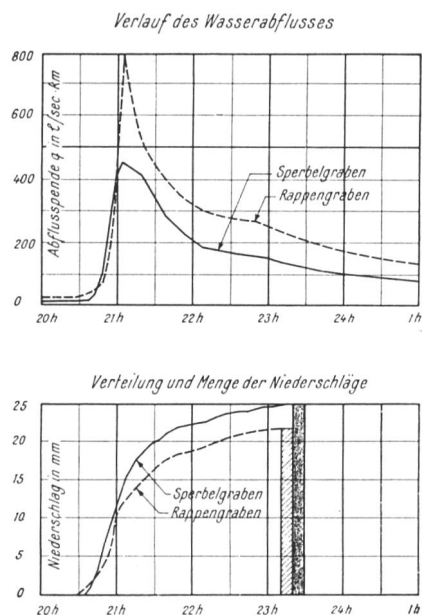 Verlauf des Wasserabflusses
800
600
400
200
0
Abflusspende q in ℓ/sec km
Sperbelgraben
Rappengraben
20h 21h 22h 23h 24h 1h
Verteilung und Menge der Niederschläge
25
20
15
10
5
0
Niederschlag in mm
Sperbelgraben
Rappengraben
20h 21h 22h 23h 24h 1h